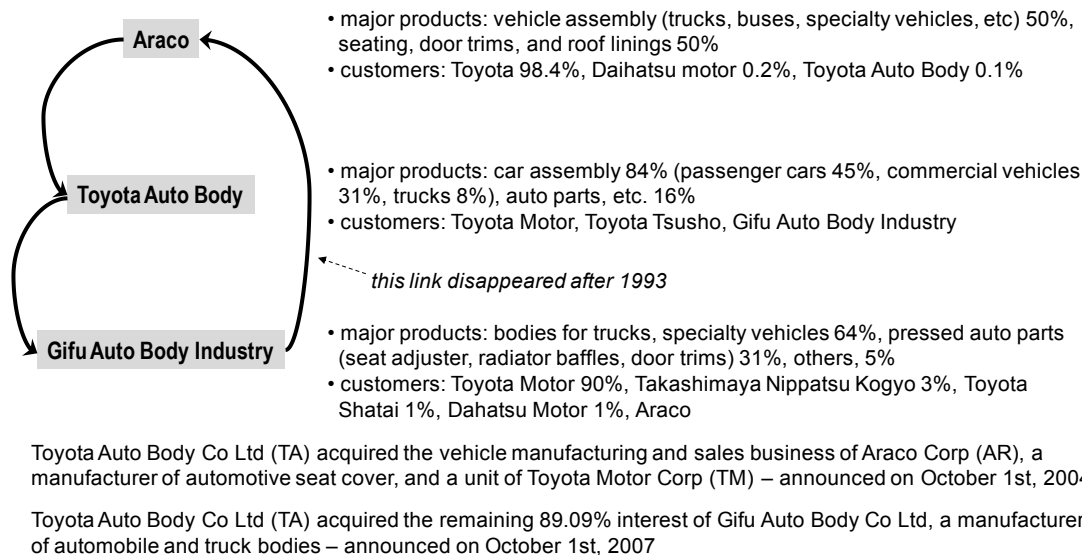 Araco
• major products: vehicle assembly (trucks, buses, specialty vehicles, etc) 50%,
seating, door trims, and roof linings 50%
• customers: Toyota 98.4%, Daihatsu motor 0.2%, Toyota Auto Body 0.1%
Toyota Auto Body
• major products: car assembly 84% (passenger cars 45%, commercial vehicles
31%, trucks 8%), auto parts, etc. 16%
• customers: Toyota Motor, Toyota Tsusho, Gifu Auto Body Industry
this link disappeared after 1993
Gifu Auto Body Industry
• major products: bodies for trucks, specialty vehicles 64%, pressed auto parts
(seat adjuster, radiator baffles, door trims) 31%, others, 5%
• customers: Toyota Motor 90%, Takashimaya Nippatsu Kogyo 3%, Toyota
Shatai 1%, Dahatsu Motor 1%, Araco
Toyota Auto Body Co Ltd (TA) acquired the vehicle manufacturing and sales business of Araco Corp (AR), a
manufacturer of automotive seat cover, and a unit of Toyota Motor Corp (TM) – announced on October 1st, 2004
Toyota Auto Body Co Ltd (TA) acquired the remaining 89.09% interest of Gifu Auto Body Co Ltd, a manufacturer
of automobile and truck bodies – announced on October 1st, 2007